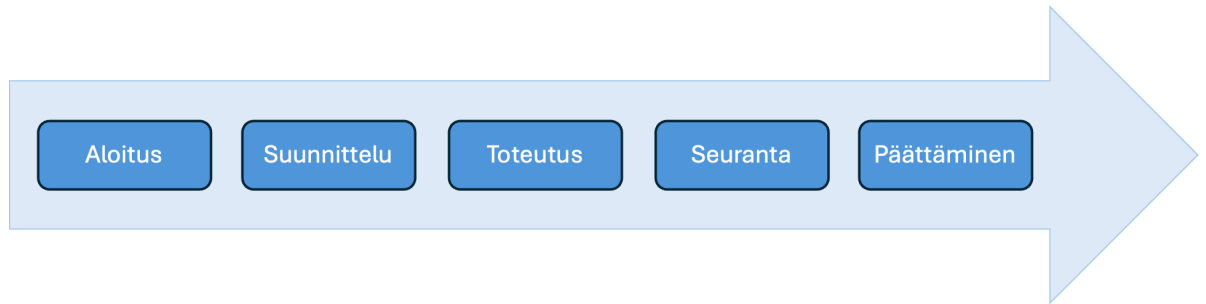 Aloitus
Suunnittelu
Toteutus
Seuranta
Päättäminen